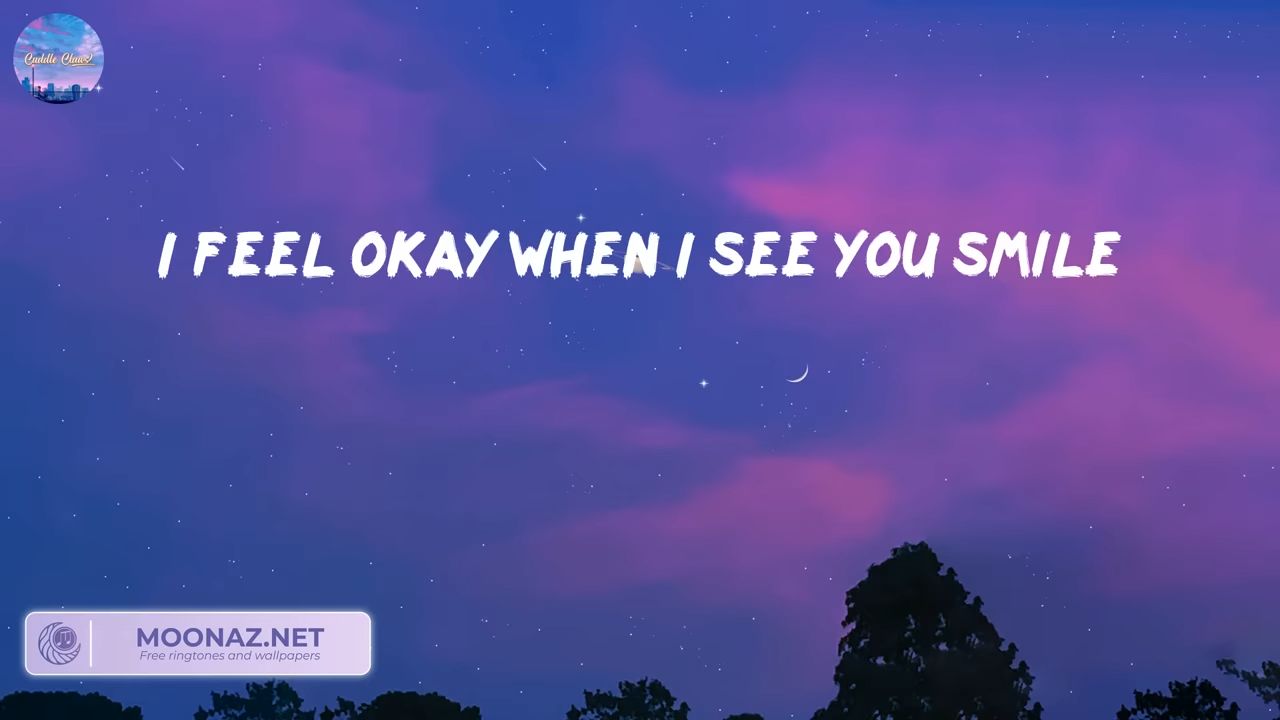 Cuddle Clouds
I FEEL OKAY WHEN I SEE YOU SMILE
MOONAZ.NET
Free ringtones and wallpapers